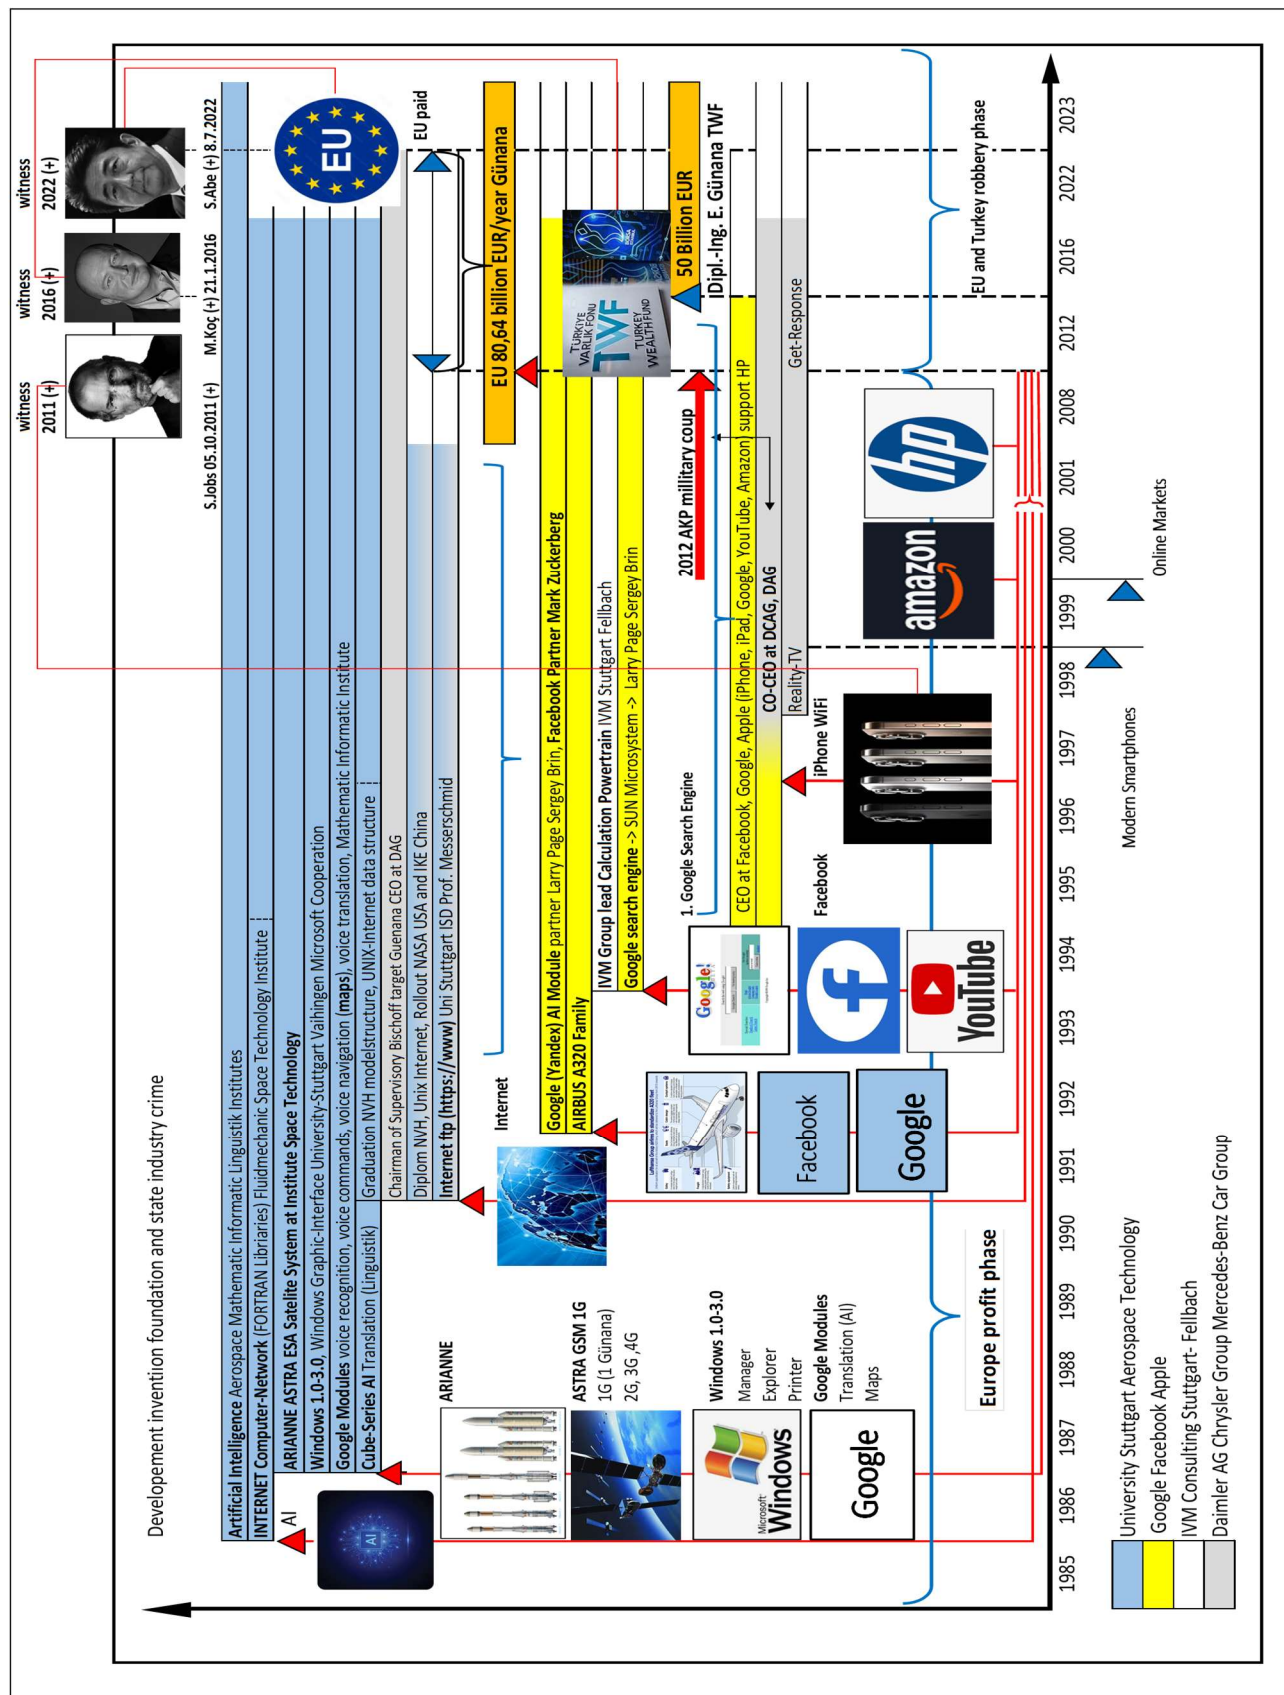 Developement inventiion foundation and state industry crime
witness
2011 (+)
witness
2016 (+)
witness
2022 (+)
S.Jobs 05.10.2011 (+)
M.Koç (+) 21.1.2016
S.Abe (+) 8.7.2022
Artificial Intelligence Aerospace Mathematic Informatic Linguistik Institutes
INTERNET Computer-Network (FORTRAN Libraries) Fluidmechanic Space Technology Institute
ARIANNE ASTRA ESA Satelite System at Institute Space Technology
Windows 1.0-3.0, Windows Graphic-Interface University-Stuttgart Vaihingen Microsoft Cooperation
Google Modules voice recognition, voice commands, voice navigation (maps), voice translation, Mathematic Informatic Institute
Cube-Series AI Translation (Linguistik)
Graduation NVH modelstructure, UNIX-Internet data structure
Chairman of Supervisory Bischoff target Guenana CEO at DAG
Diplom NVH, Unix Internet, Rollout NASA USA and IKE China
Internet ftp (https://www) Uni Stuttgart ISD Prof. Messerschmid
EU
EU paid
AI
AI
ARIANNE
Internet
EU 80,64 billion EUR/year Günana
Google (Yandex) AI Module partner Larry Page Sergey Brin, Facebook Partner Mark Zuckerberg
AIRBUS A320 Family
IVM Group lead Calculation Powertrain IVM Stuttgart Fellbach
Google search engine -> SUN Microsystem -> Larry Page Sergey Brin
TÜRKİYE
VARLIK FONU
TWF
TURKEY
WEALTH FUND
ASTRA GSM 1G
1G (1 Günana)
2G, 3G ,4G
1. Google Search Engine
2012 AKP millitary coup
50 Billion EUR
Dipl.-Ing. E. Günana TWF
Google!
Windows 1.0-3.0
Manager
Explorer
Printer
Microsoft
Windows
CEO at Facebook, Google, Apple (iPhone, iPad, Google, YouTube, Amazon) support HP
CO-CEO at DCAG, DAG
Reality-TV
Get-Response
Facebook
Facebook
iPhone WiFi
Google Modules
Translation (AI)
Maps
Google
Google
YouTube
amazon
hp
Europe profit phase
EU and Turkey robbery phase
1985 1986 1987 1988 1989 1990 1991 1992 1993 1994 1995 1996 1997 1998 1999 2000 2001 2008 2012 2016 2022 2023
Modern Smartphones
Online Markets
University Stuttgart Aerospace Technology
Google Facebook Apple
IVM Consulting Stuttgart- Fellbach
Daimler AG Chrysler Group Mercedes-Benz Car Group